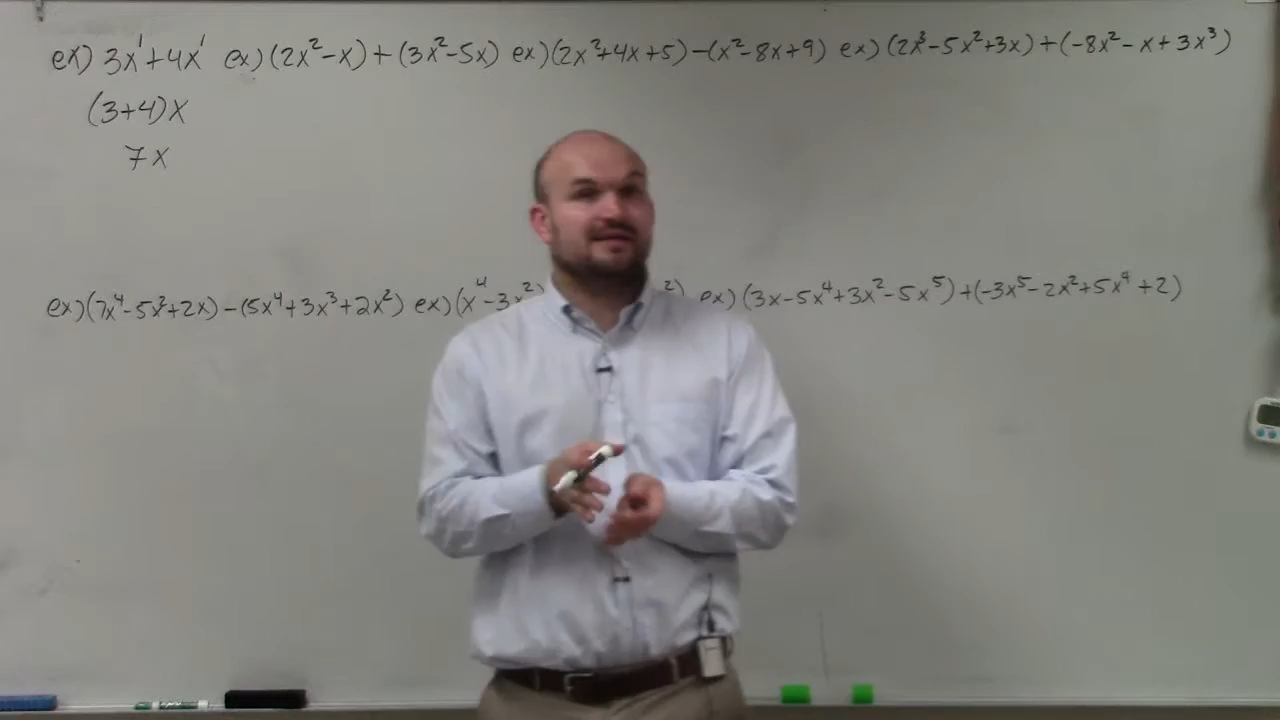 ex) 3x¹+4x¹ ex) (2x²-x)+(3x²-5x) ex) (2x²+4x+5)-(x²-8x+9) ex) (2x³-5x²+3x)+(-8x²-x+3x³)
(3+4)x
7x
ex) (7x⁴-5x³+2x)-(5x⁴+3x³+2x²) ex) (x⁴-3x²) ²) ex) (3x-5x⁴+3x²-5x⁵)+(-3x⁵-2x²+5x⁴+2)